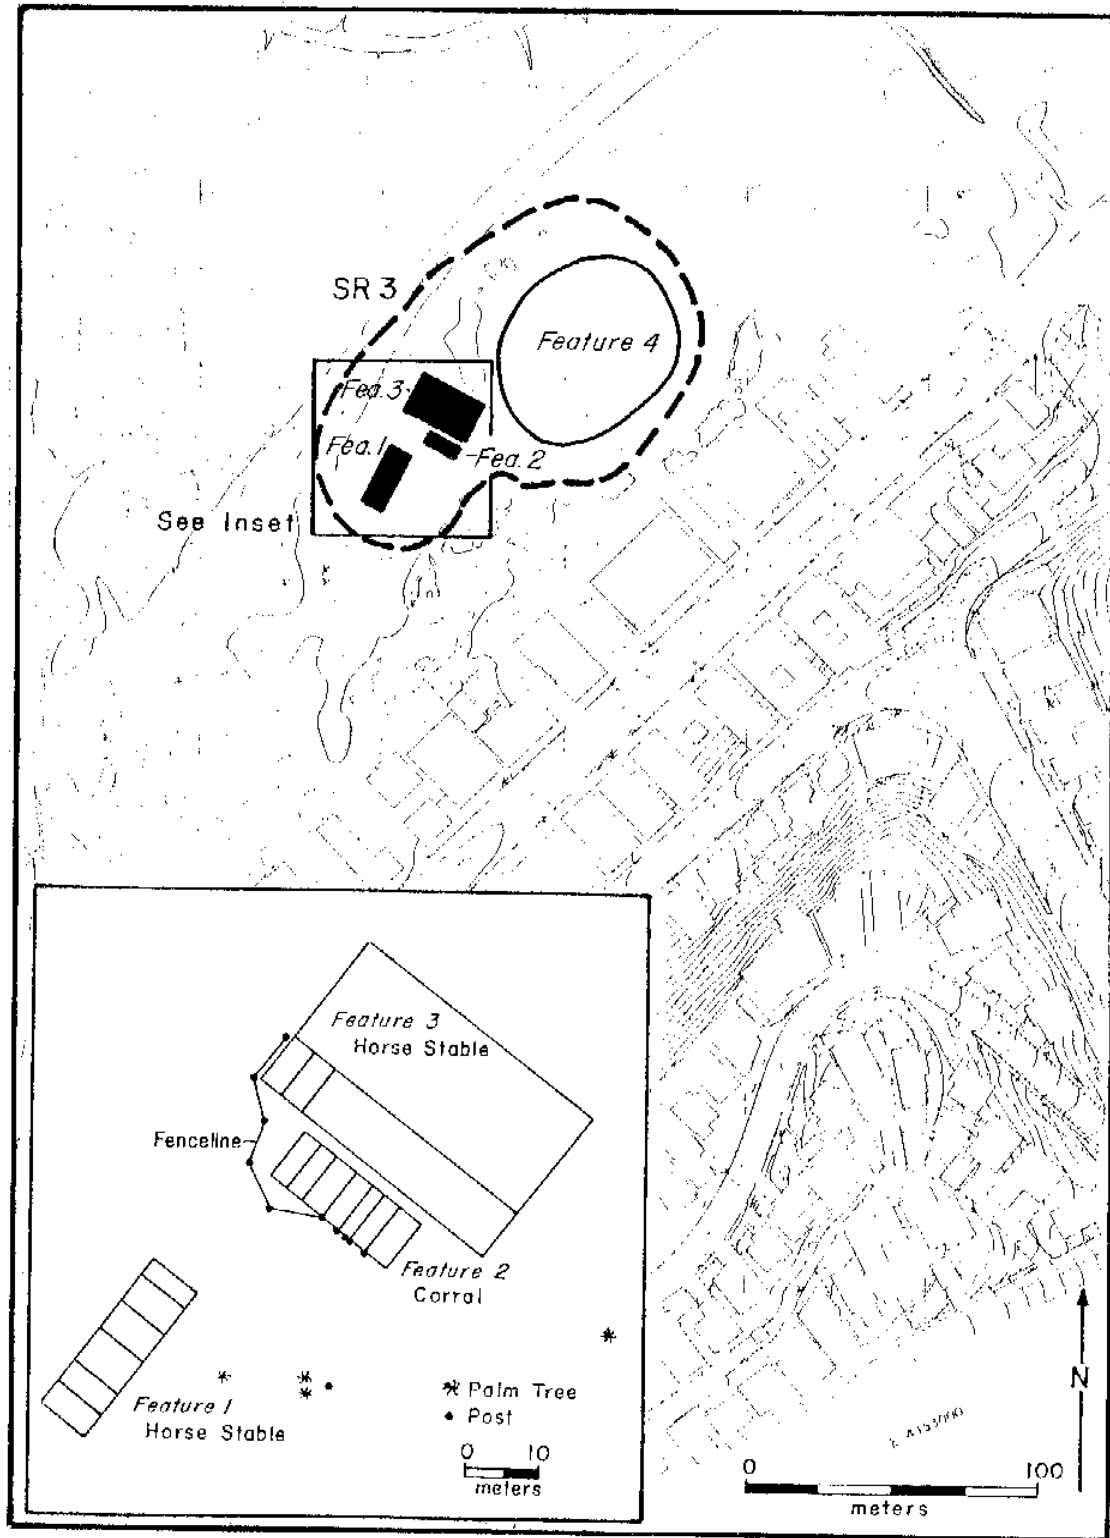 SR 3
Feature 4
Fea. 3
Fea. 1
Fea. 2
See Inset
Feature 3
Horse Stable
Fenceline
Feature 2
Corral
Feature 1
Horse Stable
Palm Tree
Post
0 10
meters
N
0 100
meters